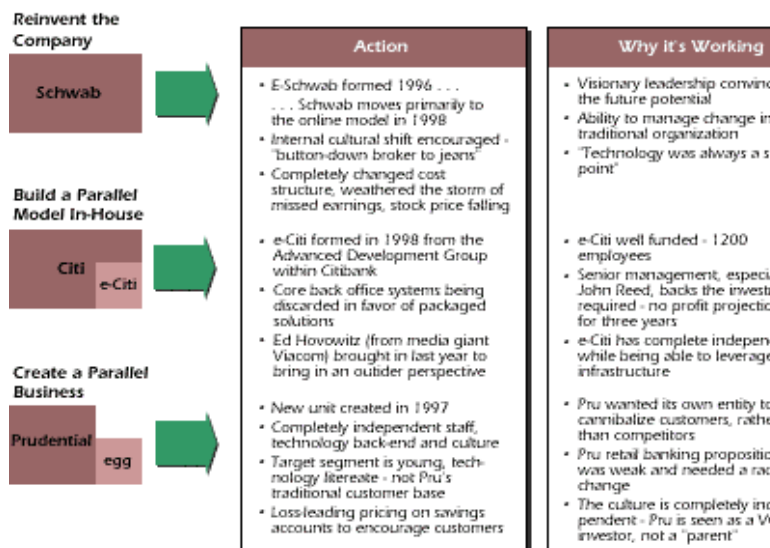 Reinvent the
Company
Schwab
Build a Parallel
Model In-House
Citi
e-Citi
Create a Parallel
Business
Prudential
egg
Action
• E-Schwab formed 1996 . . .
. . . Schwab moves primarily to
the online model in 1998
• Internal cultural shift encouraged -
"button-down broker to jeans"
• Completely changed cost
structure, weathered the storm of
missed earnings, stock price falling
• e-Citi formed in 1998 from the
Advanced Development Group
within Citibank
• Core back office systems being
discarded in favor of packaged
solutions
• Ed Hovowitz (from media giant
Viacom) brought in last year to
bring in an outider perspective
• New unit created in 1997
• Completely independent staff,
technology back-end and culture
• Target segment is young, tech-
nology litereate - not Pru's
traditional customer base
• Loss-leading pricing on savings
accounts to encourage customers
Why it's Working
• Visionary leadership
the future potential
• Ability to manage change in
traditional organization
• "Technology was always a
point"
• e-Citi well funded - 1200
employees
• Senior management,
John Reed, backs the
required - no profit
for three years
• e-Citi has complete
while being able to leverage
infrastructure
• Pru wanted its own entity to
cannibalize customers,
than competitors
• Pru retail banking
was weak and needed a
change
• The culture is completely
pendent - Pru is seen as a
investor, not a "parent"